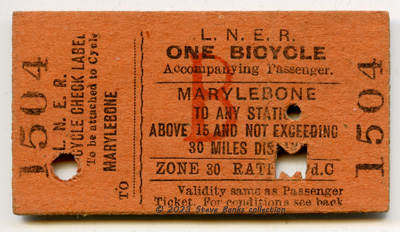 1504
L. N. E. R.
CYCLE CHECK LABEL
To be attached to Cycle
MARYLEBONE
TO
L. N. E. R.
ONE BICYCLE
Accompanying Passenger.
R
MARYLEBONE
TO ANY STATI
ABOVE 15 AND NOT EXCEEDING
30 MILES DIS
ZONE 30 RAT /d.C
Validity same as Passenger
Ticket. For conditions see back
1504
© 2023 Steve Banks collection